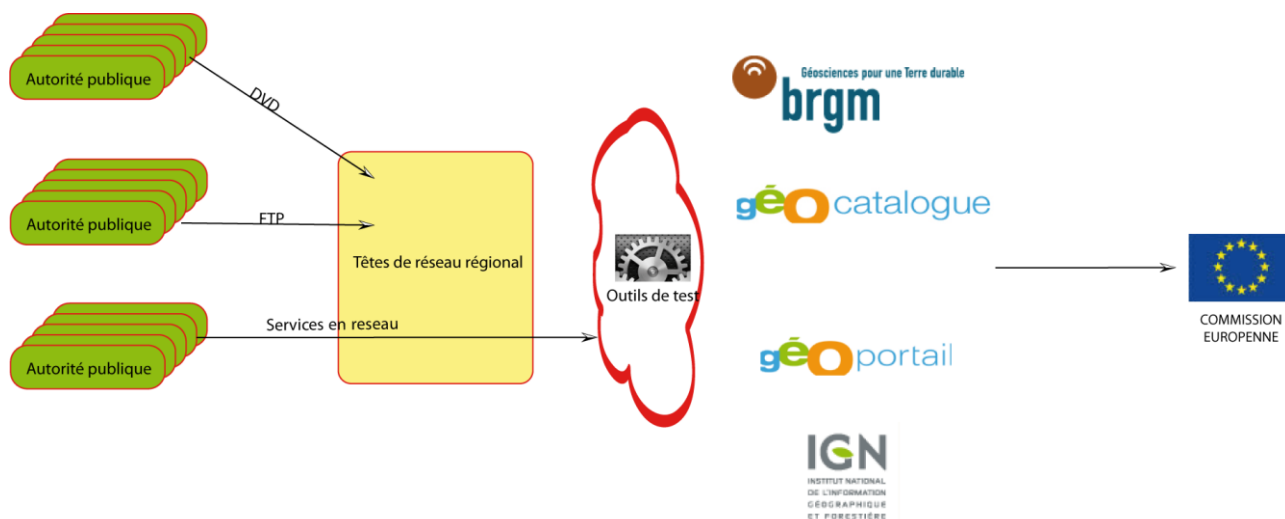 Autorité publique
DVD
Autorité publique
FTP
Têtes de réseau régional
Autorité publique
Services en reseau
Outils de test
Géosciences pour une Terre durable
brgm
géOcatalogue
géOportail
IGN
INSTITUT NATIONAL
DE L'INFORMATION
GÉOGRAPHIQUE
ET FORESTIÈRE
COMMISSION
EUROPENNE